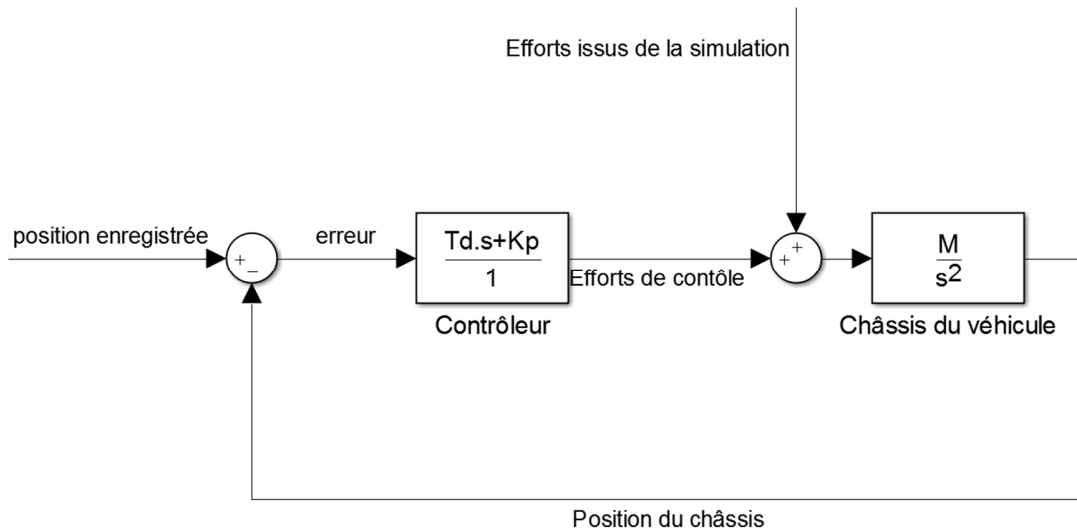 Efforts issus de la simulation
position enregistrée
+
−
erreur
Td.s+Kp
1
Contrôleur
Efforts de contôle
+
+
M
s2
Châssis du véhicule
Position du châssis